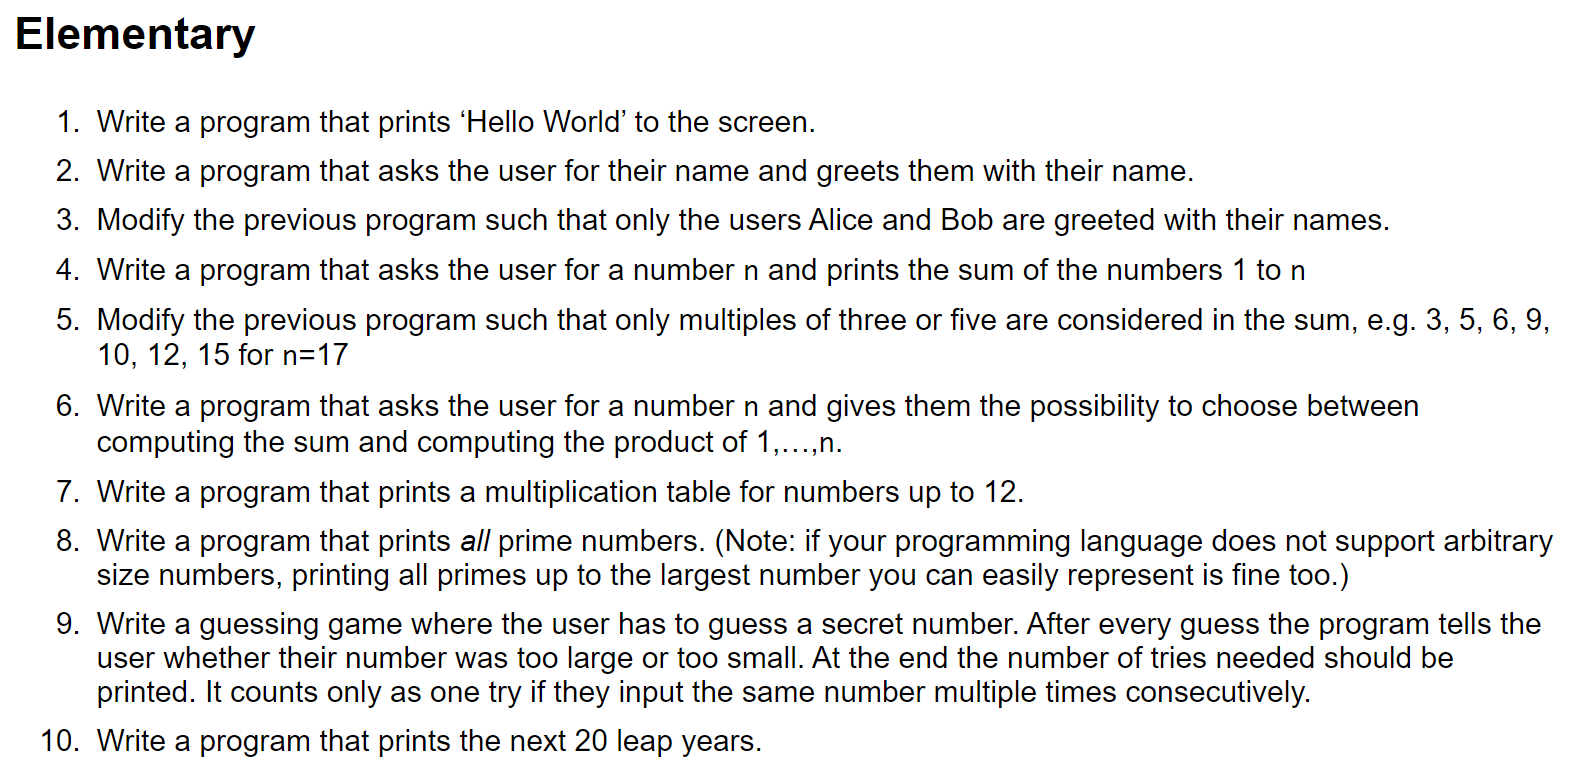 Elementary
1. Write a program that prints ‘Hello World’ to the screen.
2. Write a program that asks the user for their name and greets them with their name.
3. Modify the previous program such that only the users Alice and Bob are greeted with their names.
4. Write a program that asks the user for a number n and prints the sum of the numbers 1 to n
5. Modify the previous program such that only multiples of three or five are considered in the sum, e.g. 3, 5, 6, 9,
10, 12, 15 for n=17
6. Write a program that asks the user for a number n and gives them the possibility to choose between
computing the sum and computing the product of 1,…,n.
7. Write a program that prints a multiplication table for numbers up to 12.
8. Write a program that prints all prime numbers. (Note: if your programming language does not support arbitrary
size numbers, printing all primes up to the largest number you can easily represent is fine too.)
9. Write a guessing game where the user has to guess a secret number. After every guess the program tells the
user whether their number was too large or too small. At the end the number of tries needed should be
printed. It counts only as one try if they input the same number multiple times consecutively.
10. Write a program that prints the next 20 leap years.